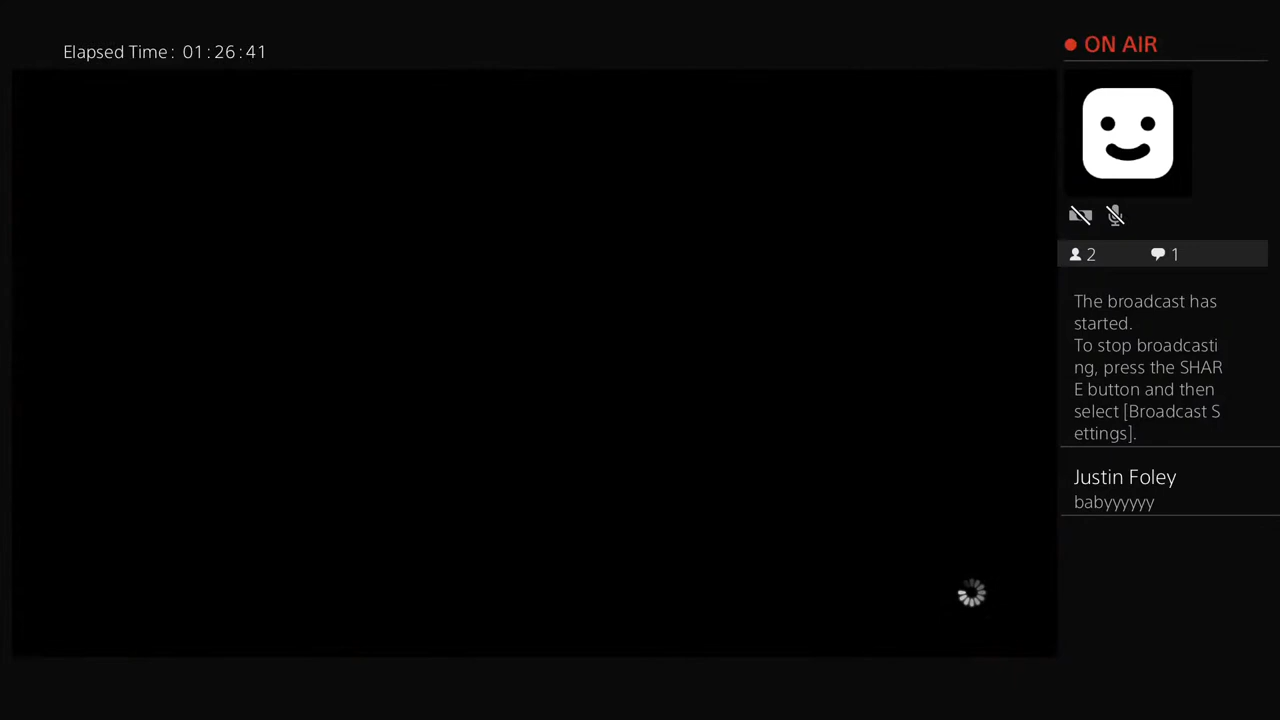 Elapsed Time: 01:26:41
ON AIR
2 1
The broadcast has
started.
To stop broadcasti
ng, press the SHAR
E button and then
select [Broadcast S
ettings].
Justin Foley
babyyyyyy